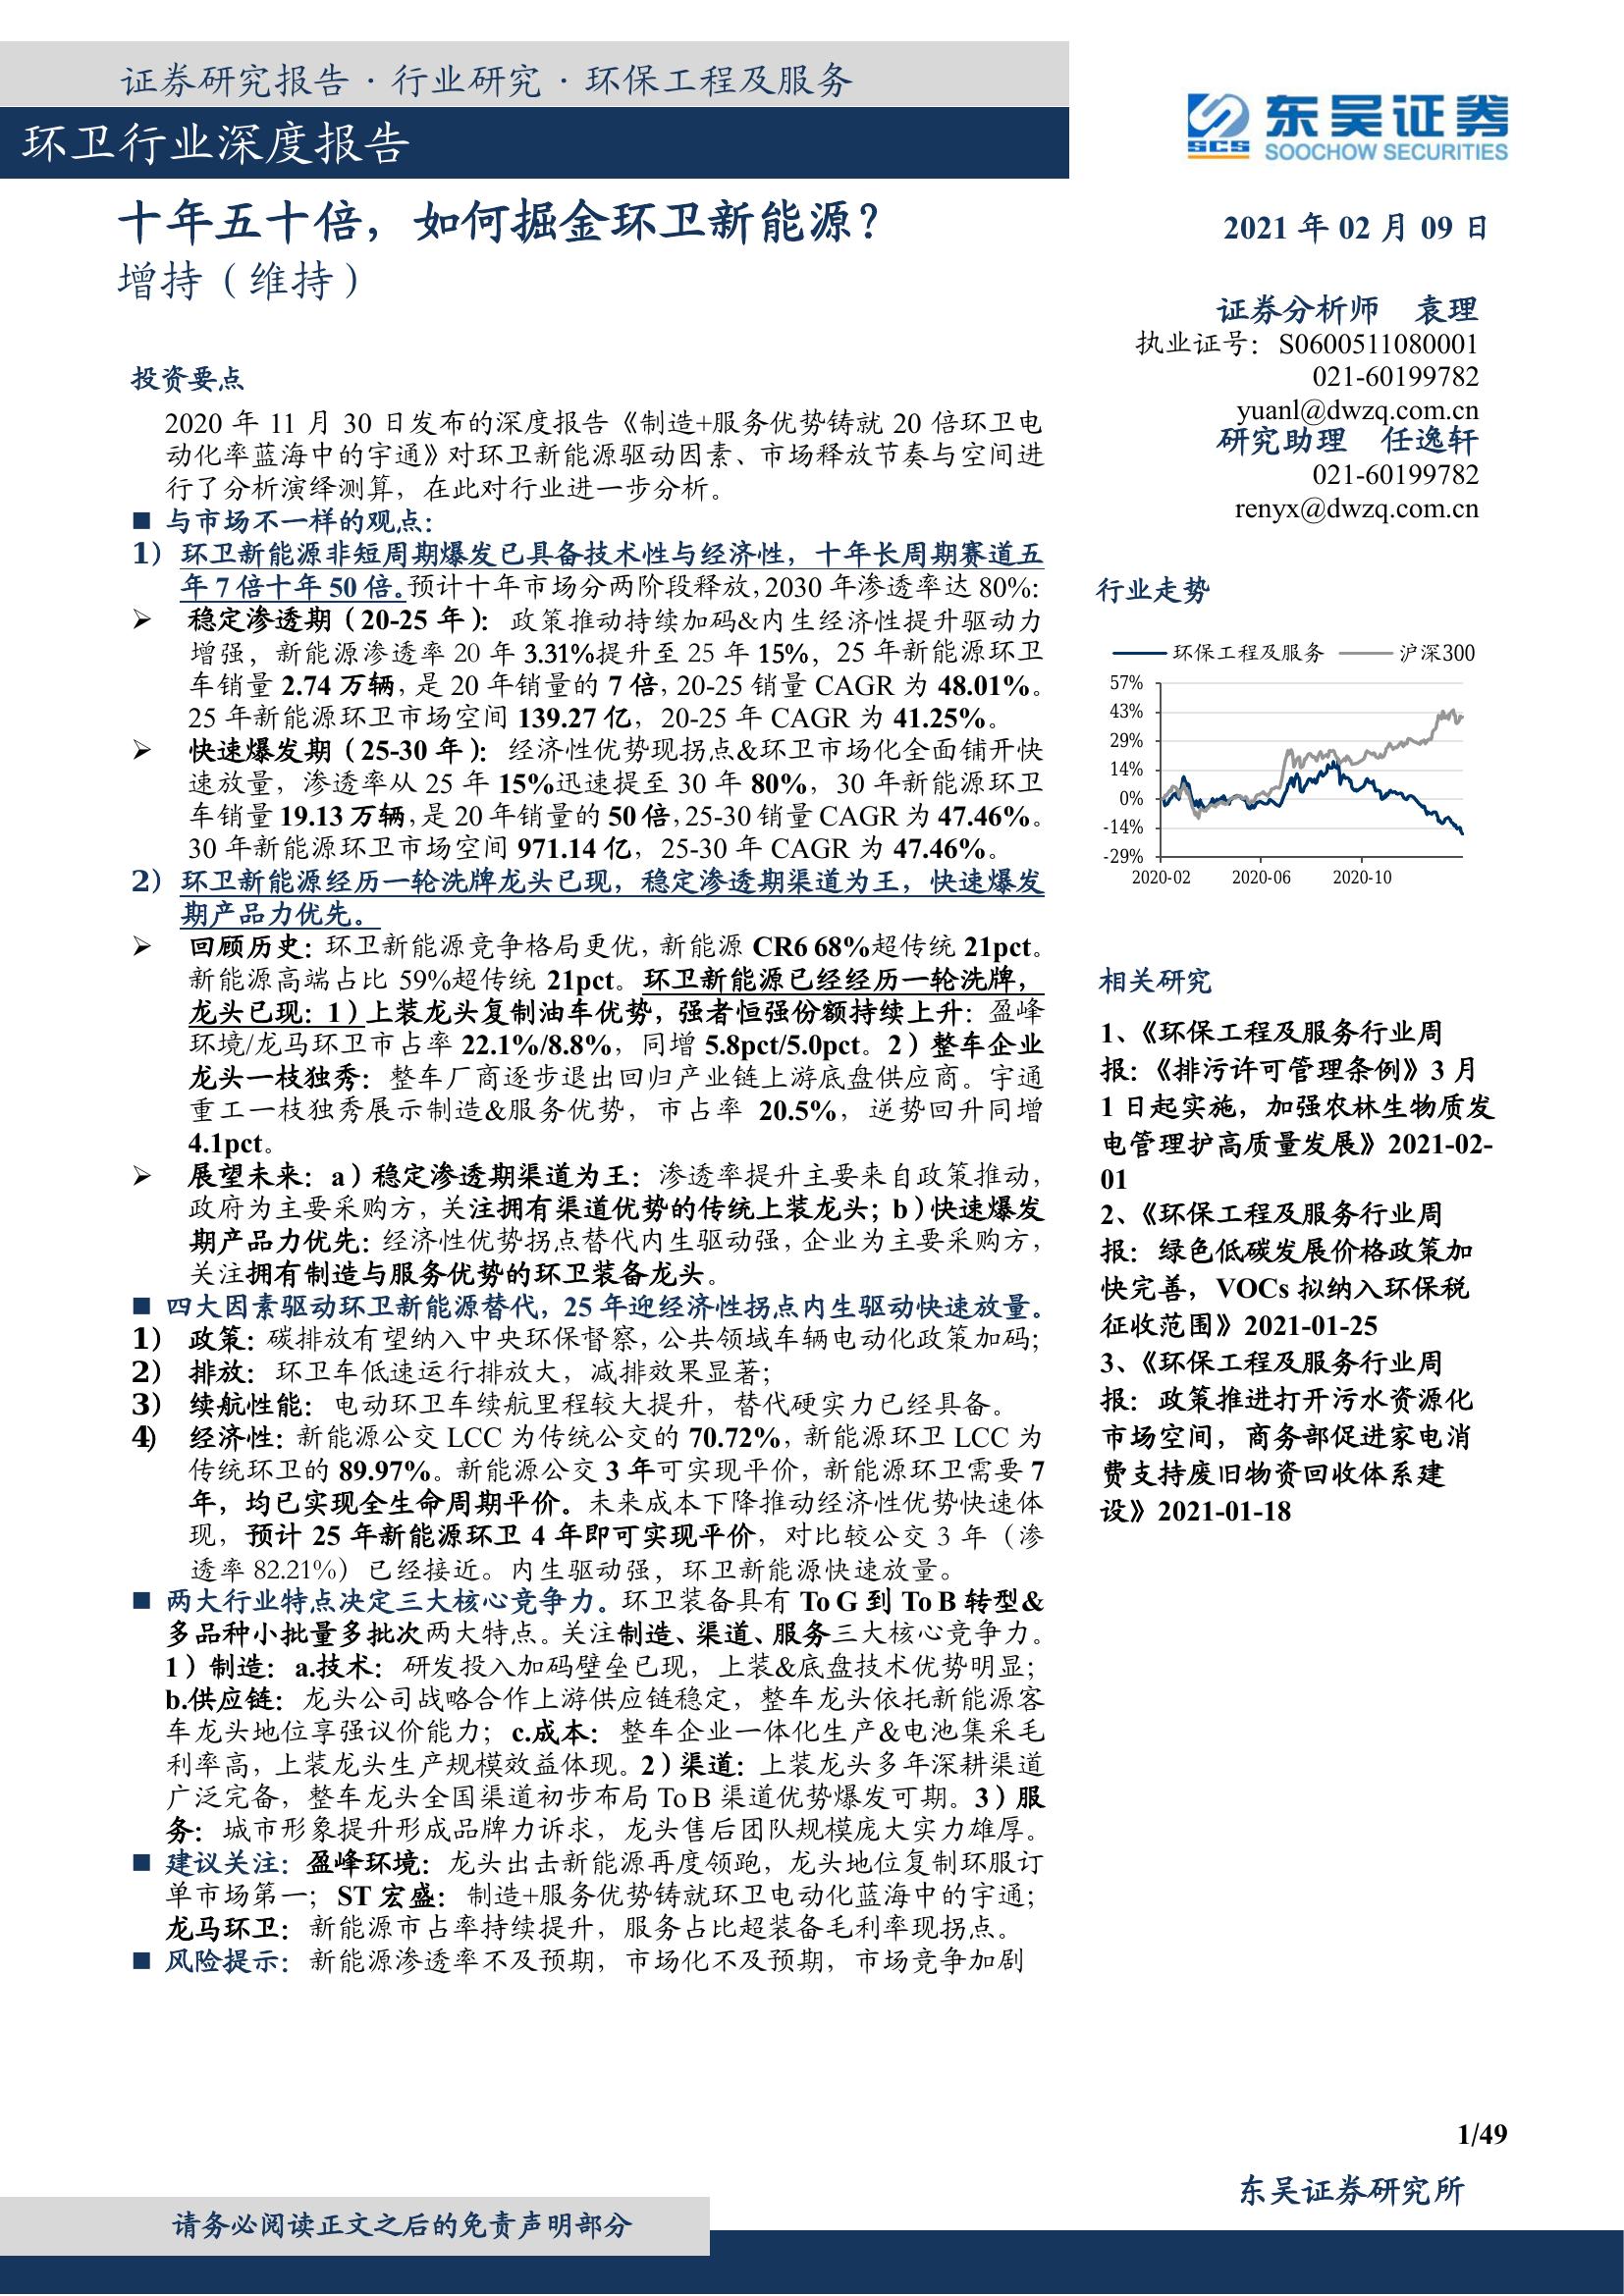 证券研究报告 · 行业研究 · 环保工程及服务
环卫行业深度报告
SCS
东吴证券
SOOCHOW SECURITIES
十年五十倍，如何掘金环卫新能源？
增持（维持）
投资要点
2020 年 11 月 30 日发布的深度报告《制造+服务优势铸就 20 倍环卫电
动化率蓝海中的宇通》对环卫新能源驱动因素、市场释放节奏与空间进
行了分析演绎测算，在此对行业进一步分析。
■ 与市场不一样的观点：
1） 环卫新能源非短周期爆发已具备技术性与经济性，十年长周期赛道五
年 7 倍十年 50 倍。预计十年市场分两阶段释放，2030 年渗透率达 80%：
➢ 稳定渗透期（20-25 年）：政策推动持续加码&内生经济性提升驱动力
增强，新能源渗透率 20 年 3.31%提升至 25 年 15%，25 年新能源环卫
车销量 2.74 万辆，是 20 年销量的 7 倍，20-25 销量 CAGR 为 48.01%。
25 年新能源环卫市场空间 139.27 亿，20-25 年 CAGR 为 41.25%。
➢ 快速爆发期（25-30 年）：经济性优势现拐点&环卫市场化全面铺开快
速放量，渗透率从 25 年 15%迅速提至 30 年 80%，30 年新能源环卫
车销量 19.13 万辆，是 20 年销量的 50 倍，25-30 销量 CAGR 为 47.46%。
30 年新能源环卫市场空间 971.14 亿，25-30 年 CAGR 为 47.46%。
2） 环卫新能源经历一轮洗牌龙头已现，稳定渗透期渠道为王，快速爆发
期产品力优先。
➢ 回顾历史：环卫新能源竞争格局更优，新能源 CR6 68%超传统 21pct。
新能源高端占比 59%超传统 21pct。环卫新能源已经经历一轮洗牌，
龙头已现：1）上装龙头复制油车优势，强者恒强份额持续上升：盈峰
环境/龙马环卫市占率 22.1%/8.8%，同增 5.8pct/5.0pct。2）整车企业
龙头一枝独秀：整车厂商逐步退出回归产业链上游底盘供应商。宇通
重工一枝独秀展示制造&服务优势，市占率 20.5%，逆势回升同增
4.1pct。
➢ 展望未来：a）稳定渗透期渠道为王：渗透率提升主要来自政策推动，
政府为主要采购方，关注拥有渠道优势的传统上装龙头；b）快速爆发
期产品力优先：经济性优势拐点替代内生驱动强，企业为主要采购方，
关注拥有制造与服务优势的环卫装备龙头。
■ 四大因素驱动环卫新能源替代，25 年迎经济性拐点内生驱动快速放量。
1） 政策：碳排放有望纳入中央环保督察，公共领域车辆电动化政策加码；
2） 排放：环卫车低速运行排放大，减排效果显著；
3） 续航性能：电动环卫车续航里程较大提升，替代硬实力已经具备。
4） 经济性：新能源公交 LCC 为传统公交的 70.72%，新能源环卫 LCC 为
传统环卫的 89.97%。新能源公交 3 年可实现平价，新能源环卫需要 7
年，均已实现全生命周期平价。未来成本下降推动经济性优势快速体
现，预计 25 年新能源环卫 4 年即可实现平价，对比较公交 3 年（渗
透率 82.21%）已经接近。内生驱动强，环卫新能源快速放量。
■ 两大行业特点决定三大核心竞争力。环卫装备具有 To G 到 To B 转型&
多品种小批量多批次两大特点。关注制造、渠道、服务三大核心竞争力。
1）制造：a.技术：研发投入加码壁垒已现，上装&底盘技术优势明显；
b.供应链：龙头公司战略合作上游供应链稳定，整车龙头依托新能源客
车龙头地位享强议价能力；c.成本：整车企业一体化生产&电池集采毛
利率高，上装龙头生产规模效益体现。2）渠道：上装龙头多年深耕渠道
广泛完备，整车龙头全国渠道初步布局 To B 渠道优势爆发可期。3）服
务：城市形象提升形成品牌力诉求，龙头售后团队规模庞大实力雄厚。
■ 建议关注：盈峰环境：龙头出击新能源再度领跑，龙头地位复制环服订
单市场第一；ST 宏盛：制造+服务优势铸就环卫电动化蓝海中的宇通；
龙马环卫：新能源市占率持续提升，服务占比超装备毛利率现拐点。
■ 风险提示：新能源渗透率不及预期，市场化不及预期，市场竞争加剧
2021 年 02 月 09 日
证券分析师 袁理
执业证号：S0600511080001
021-60199782
yuanl@dwzq.com.cn
研究助理 任逸轩
021-60199782
renyx@dwzq.com.cn
行业走势
环保工程及服务 沪深300
57%
43%
29%
14%
0%
-14%
-29%
2020-02 2020-06 2020-10
相关研究
1、《环保工程及服务行业周
报：《排污许可管理条例》3 月
1 日起实施，加强农林生物质发
电管理护高质量发展》2021-02-
01
2、《环保工程及服务行业周
报：绿色低碳发展价格政策加
快完善，VOCs 拟纳入环保税
征收范围》2021-01-25
3、《环保工程及服务行业周
报：政策推进打开污水资源化
市场空间，商务部促进家电消
费支持废旧物资回收体系建
设》2021-01-18
1/49
东吴证券研究所
请务必阅读正文之后的免责声明部分